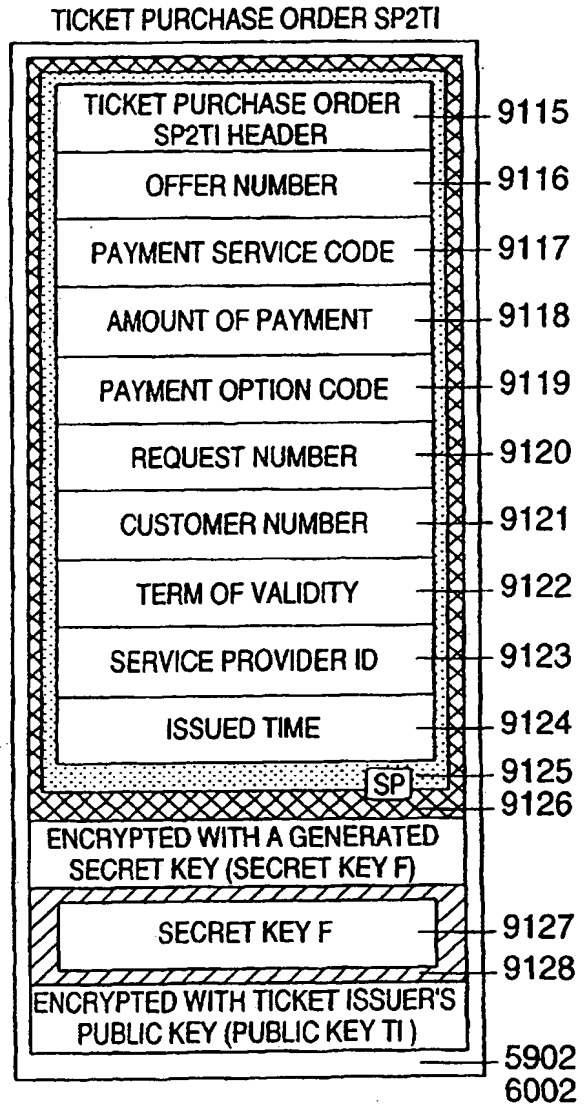 TICKET PURCHASE ORDER SP2TI
TICKET PURCHASE ORDER
SP2TI HEADER
9115
OFFER NUMBER
9116
PAYMENT SERVICE CODE
9117
AMOUNT OF PAYMENT
9118
PAYMENT OPTION CODE
9119
REQUEST NUMBER
9120
CUSTOMER NUMBER
9121
TERM OF VALIDITY
9122
SERVICE PROVIDER ID
9123
ISSUED TIME
9124
SP
9125
9126
ENCRYPTED WITH A GENERATED
SECRET KEY (SECRET KEY F)
SECRET KEY F
9127
9128
ENCRYPTED WITH TICKET ISSUER'S
PUBLIC KEY (PUBLIC KEY TI )
5902
6002